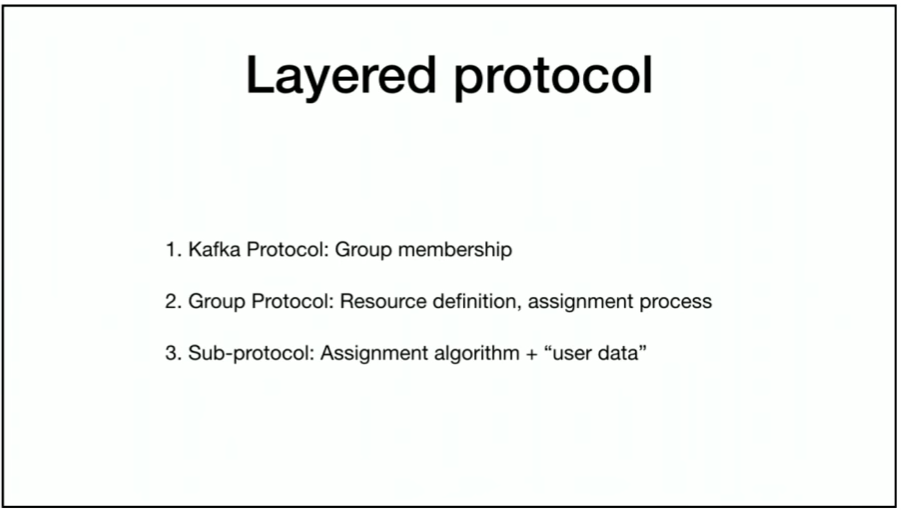 Layered protocol
1. Kafka Protocol: Group membership
2. Group Protocol: Resource definition, assignment process
3. Sub-protocol: Assignment algorithm + “user data”